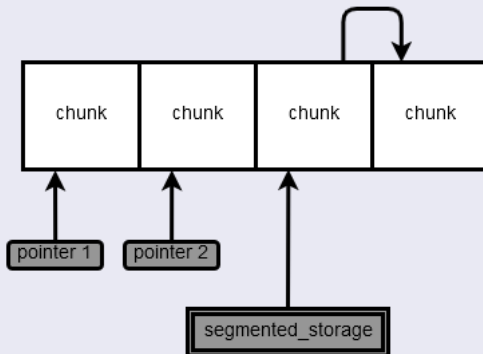 chunk chunk chunk chunk
pointer 1 pointer 2
segmented_storage